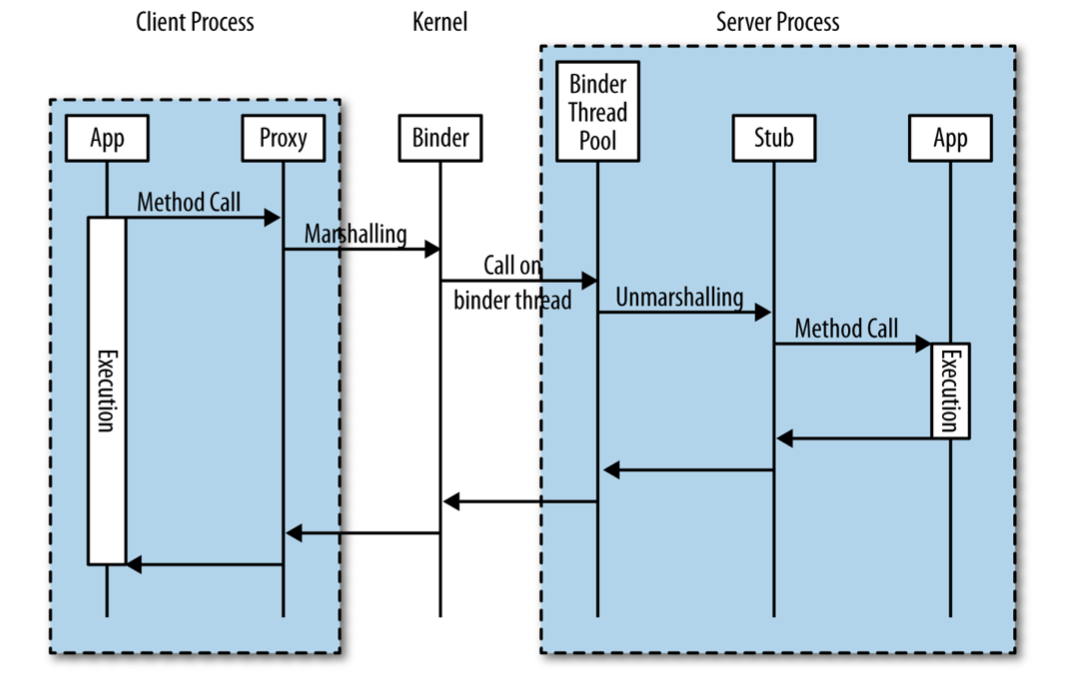 Client Process
Kernel
Server Process
App
Proxy
Binder
Binder
Thread
Pool
Stub
App
Method Call
Marshalling
Call on
binder thread
Unmarshalling
Method Call
Execution
Execution